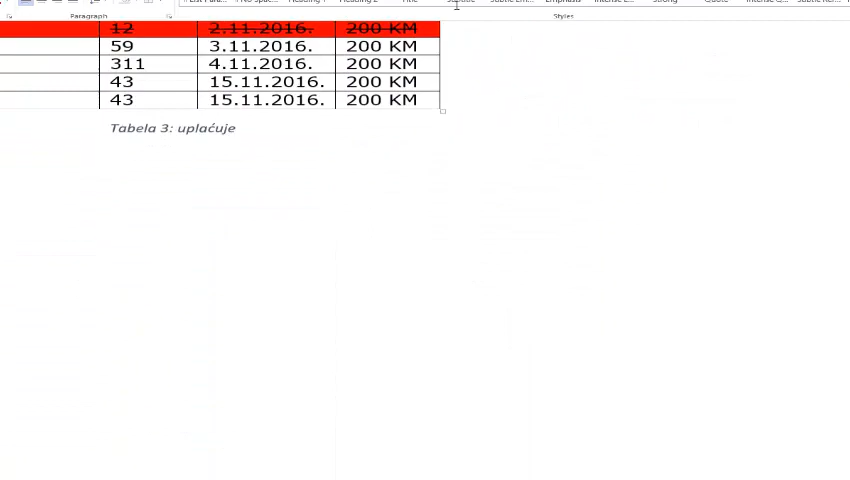 Paragraph
Styles
12 2.11.2016. 200 KM
59 3.11.2016. 200 KM
311 4.11.2016. 200 KM
43 15.11.2016. 200 KM
43 15.11.2016. 200 KM
Tabela 3: uplaćuje